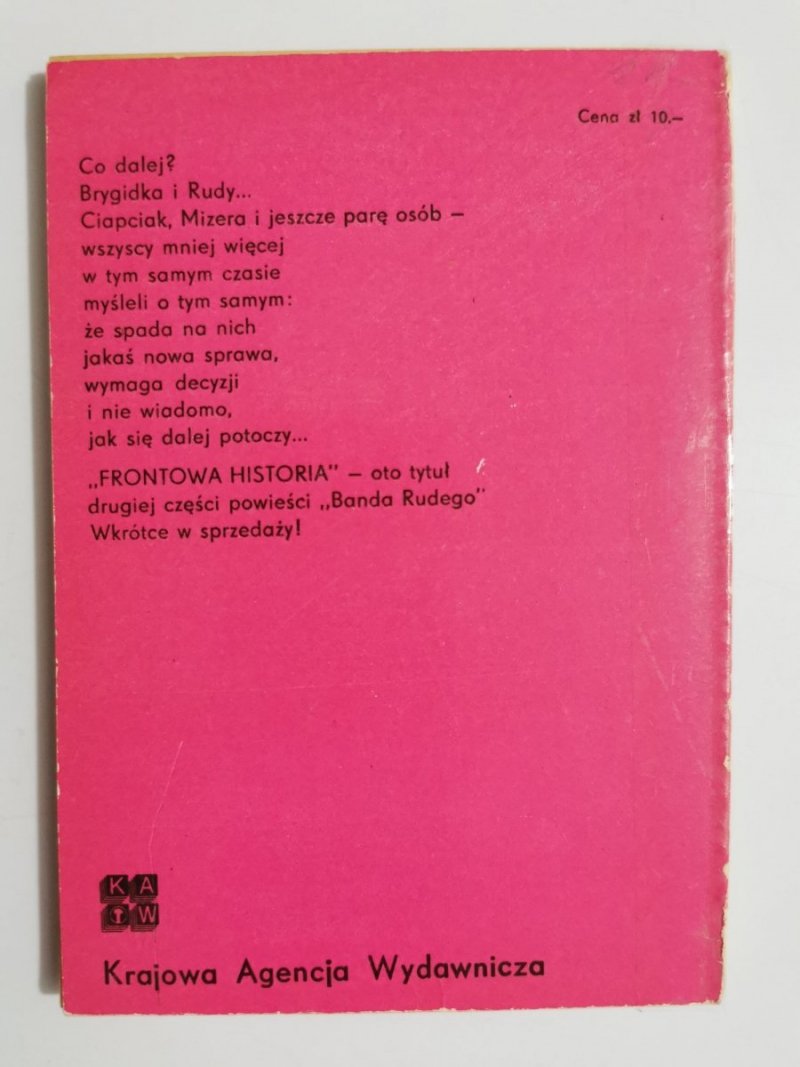 Cena zł 10.—
Co dalej?
Brygidka i Rudy...
Ciapciak, Mizera i jeszcze parę osób —
wszyscy mniej więcej
w tym samym czasie
myśleli o tym samym:
że spada na nich
jakaś nowa sprawa,
wymaga decyzji
i nie wiadomo,
jak się dalej potoczy...
„FRONTOWA HISTORIA” — oto tytuł
drugiej części powieści „Banda Rudego”
Wkrótce w sprzedaży!
K A
W
Krajowa Agencja Wydawnicza